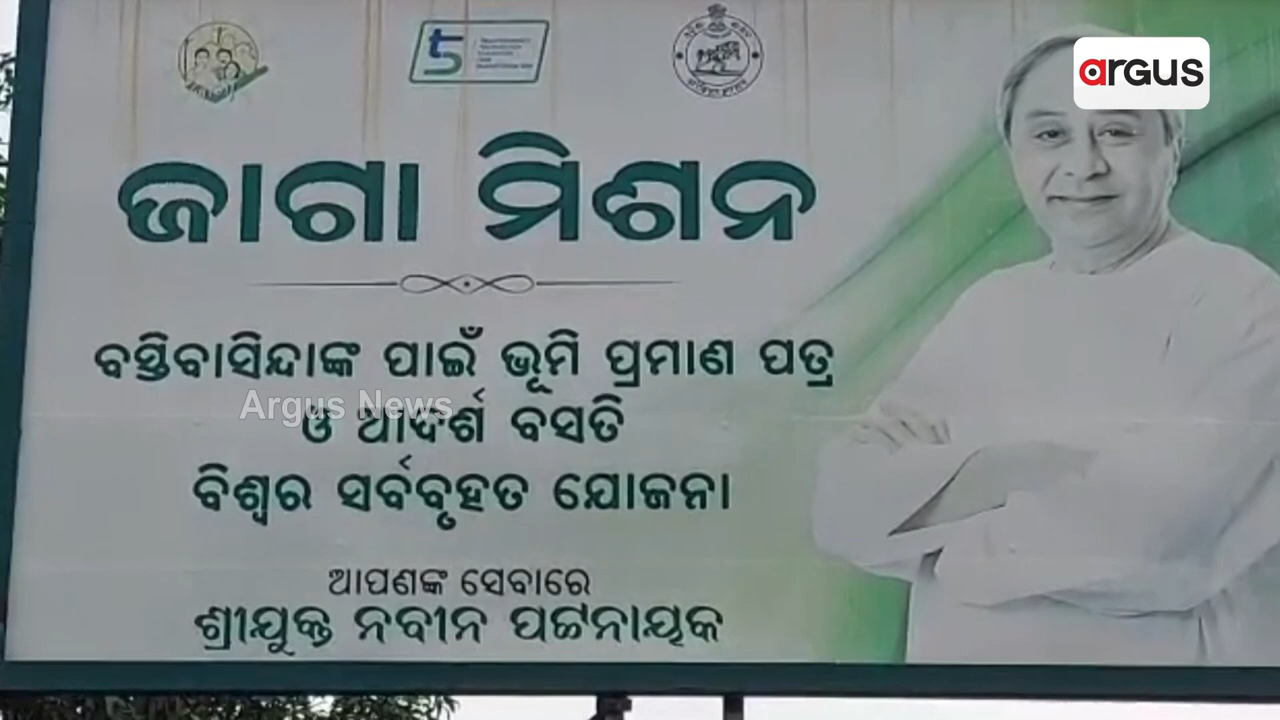 5T
argus
ଜାଗା ମିଶନ
ବସ୍ତିବାସିନ୍ଦାଙ୍କ ପାଇଁ ଭୂମି ପ୍ରମାଣ ପତ୍ର
Argus News
ଓ ଆଦର୍ଶ ବସତି
ବିଶ୍ୱର ସର୍ବବୃହତ ଯୋଜନା
ଆପଣଙ୍କ ସେବାରେ
ଶ୍ରୀଯୁକ୍ତ ନବୀନ ପଟ୍ଟନାୟକ